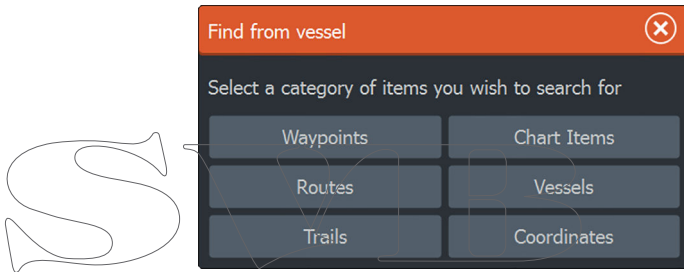 Find from vessel
Select a category of items you wish to search for
Waypoints Chart Items
Routes Vessels
Trails Coordinates
SVB